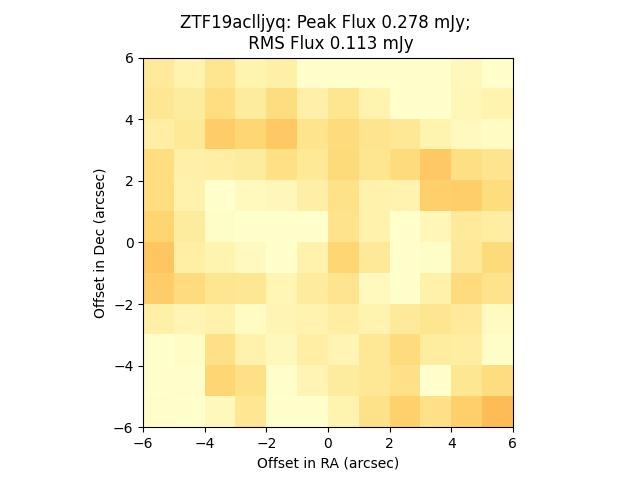 ZTF19aclljyq: Peak Flux 0.278 mJy;
RMS Flux 0.113 mJy
6
4
2
0
−2
−4
−6
Offset in Dec (arcsec)
−6 −4 −2 0 2 4 6
Offset in RA (arcsec)